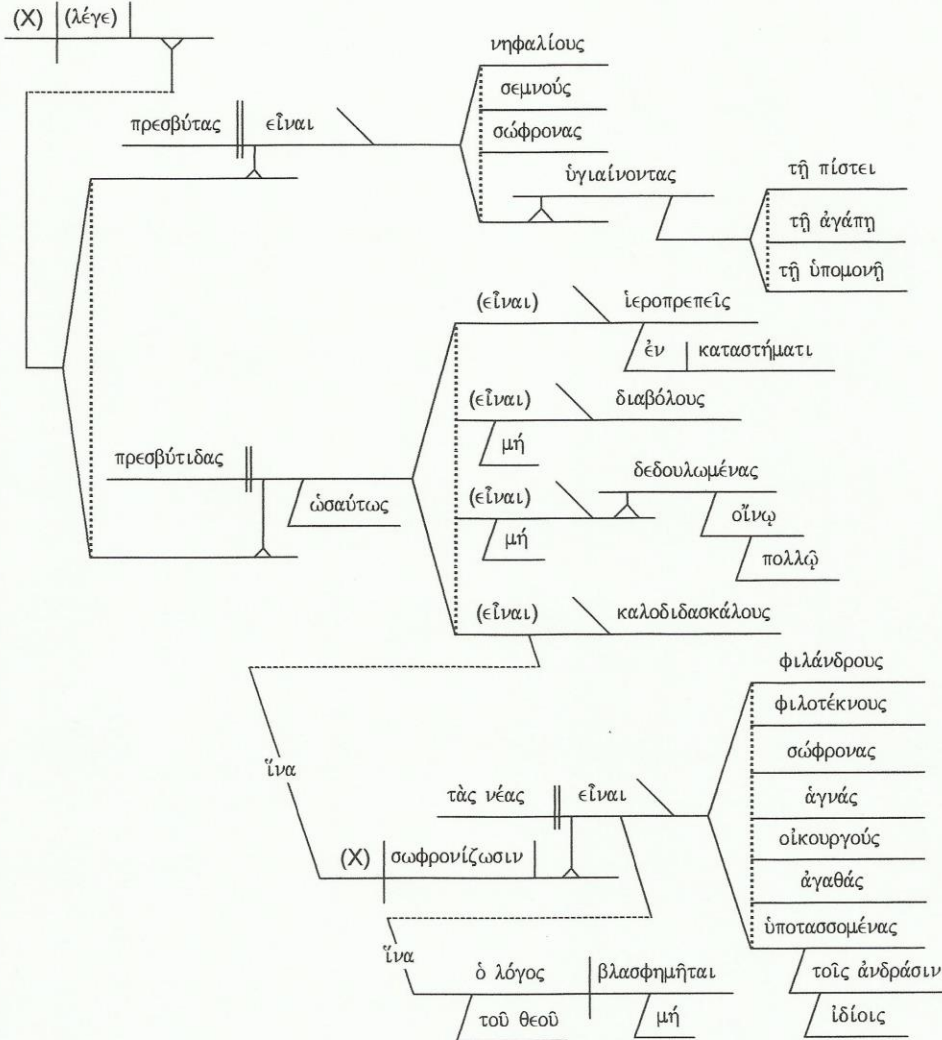 (X) (λέγε)
νηφαλίους
σεμνούς
πρεσβύτας εἶναι
σώφρονας
ὑγιαίνοντας
τῇ πίστει
τῇ ἀγάπῃ
τῇ ὑπομονῇ
(εἶναι) ἱεροπρεπεῖς
ἐν καταστήματι
(εἶναι) διαβόλους
μή
πρεσβύτιδας
ὡσαύτως
δεδουλωμένας
(εἶναι)
οἴνῳ
μή
πολλῷ
(εἶναι) καλοδιδασκάλους
φιλάνδρους
φιλοτέκνους
ἵνα
σώφρονας
τὰς νέας εἶναι
ἁγνάς
οἰκουργούς
(X) σωφρονίζωσιν
ἀγαθάς
ὑποτασσομένας
ἵνα
ὁ λόγος βλασφημῆται
τοῖς ἀνδράσιν
τοῦ θεοῦ μή
ἰδίοις